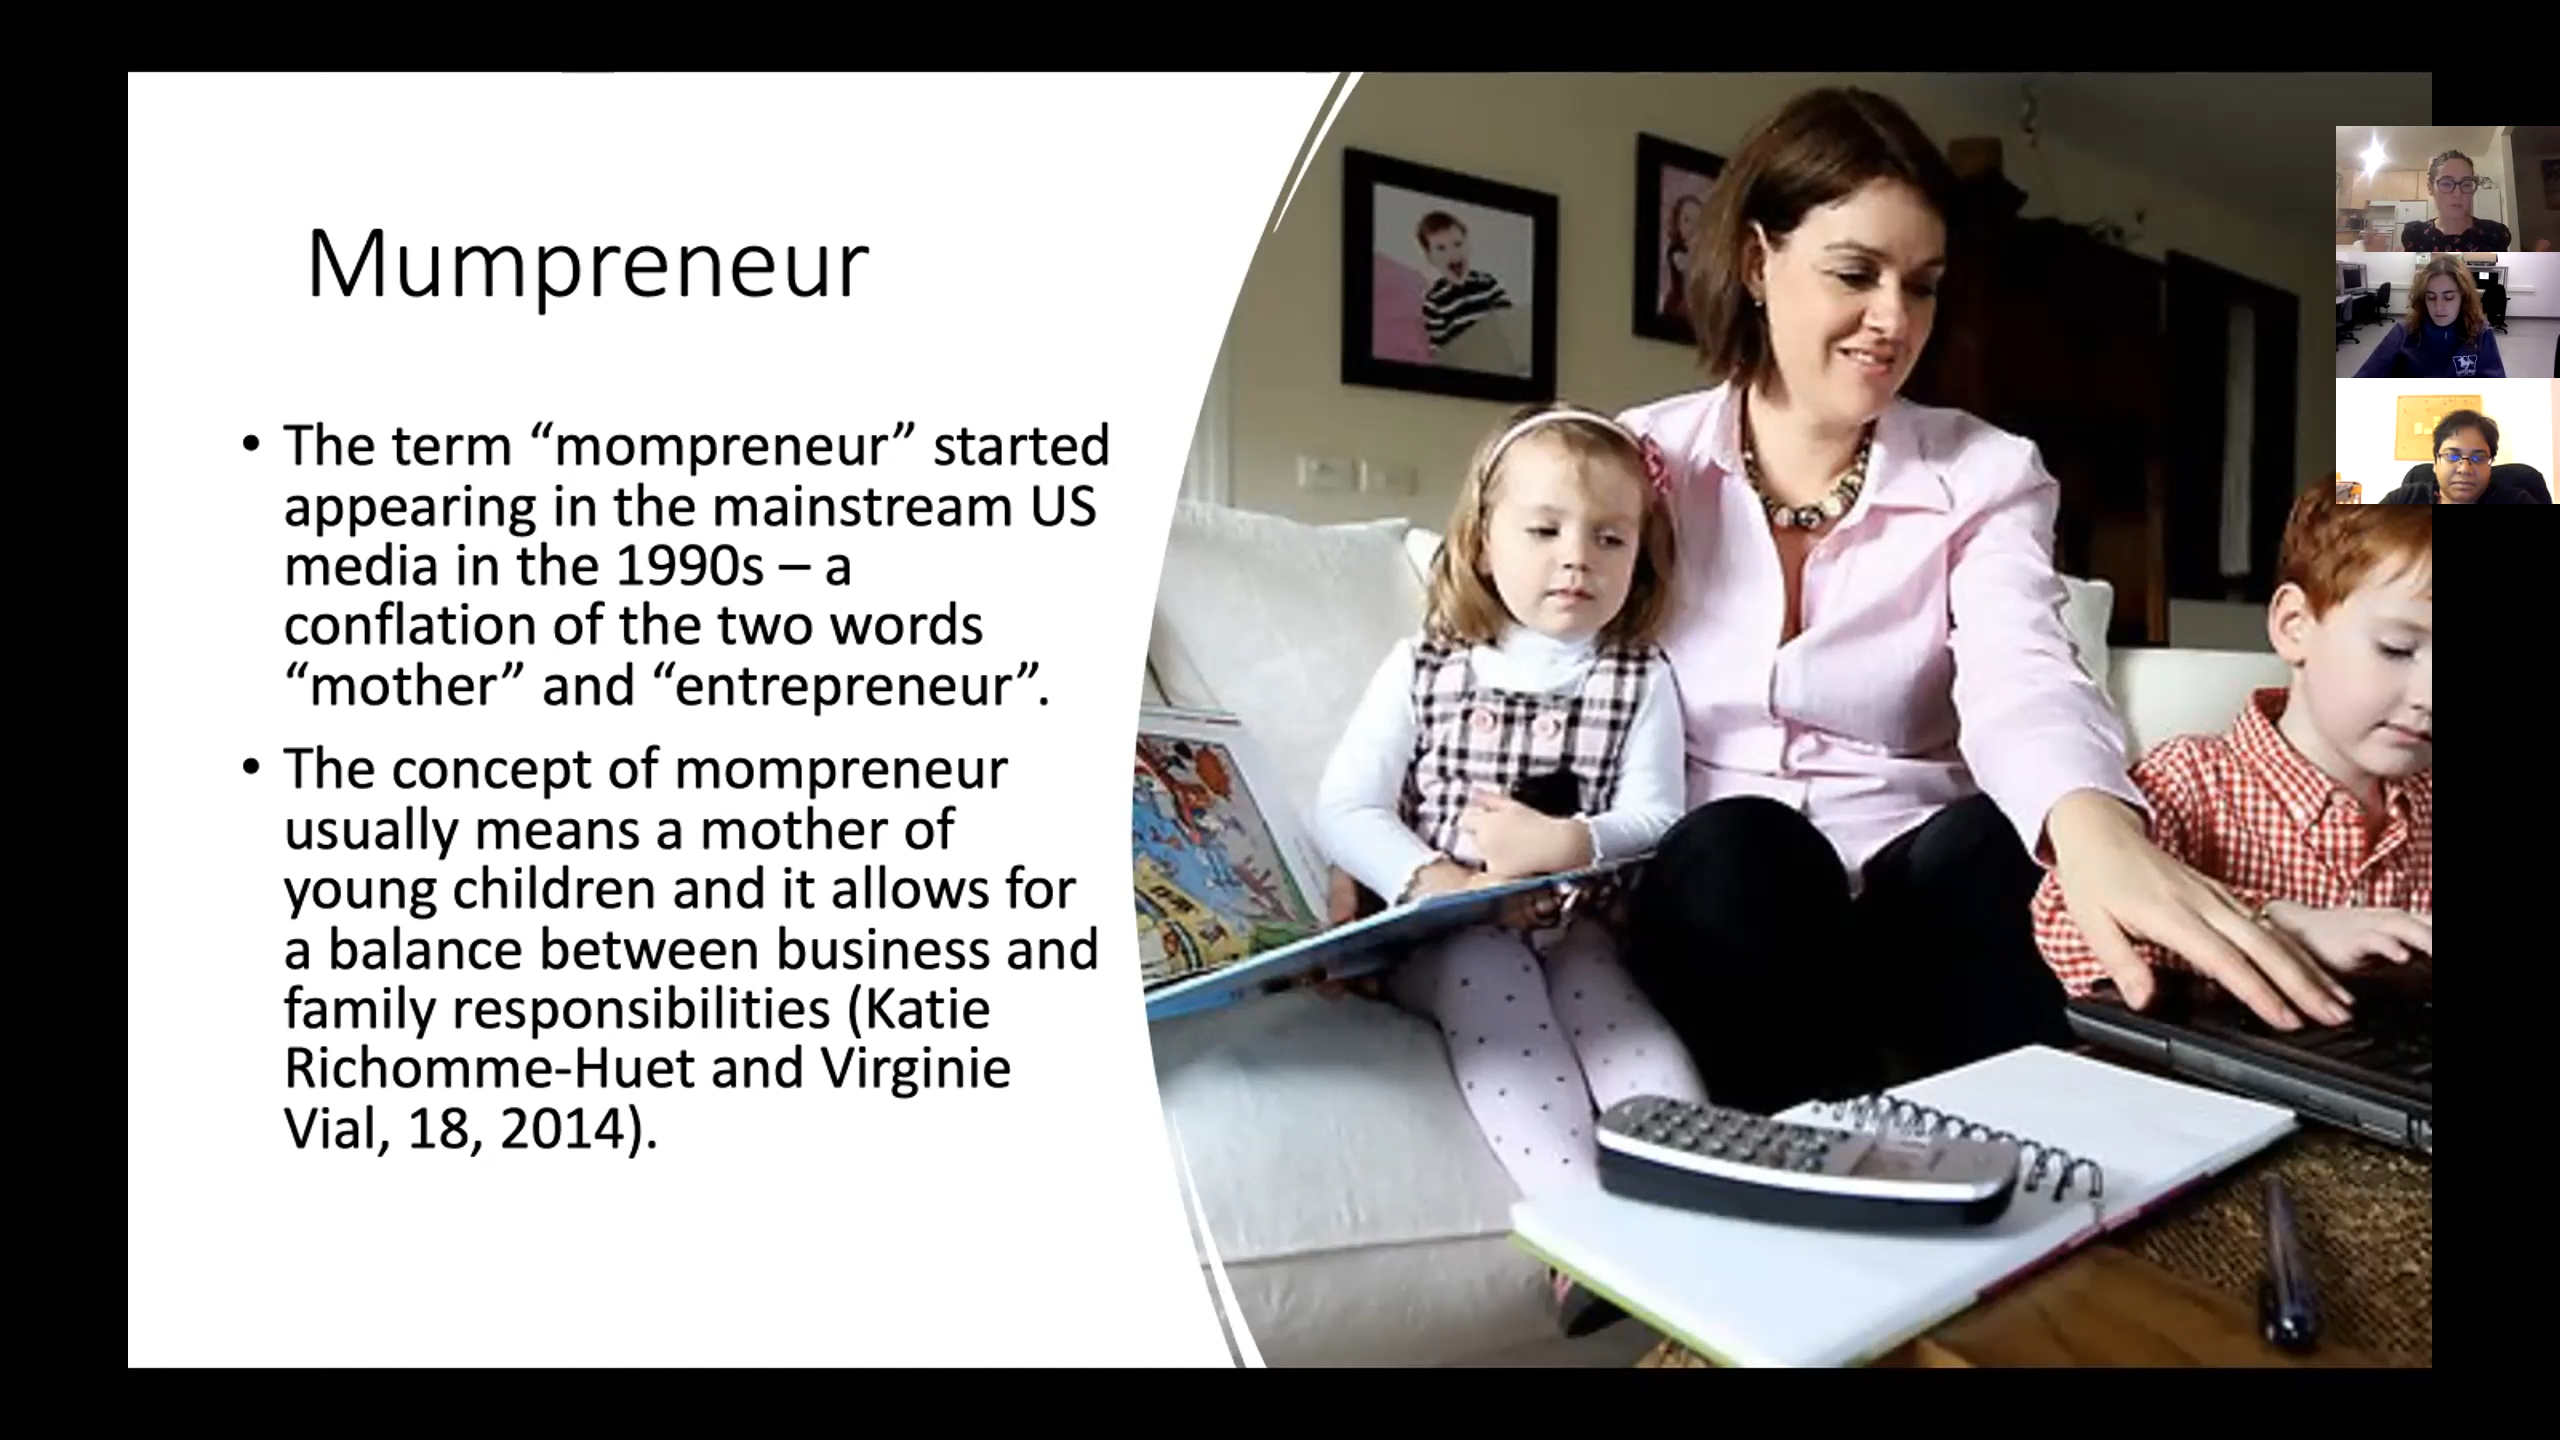 Mumpreneur
• The term “mompreneur” started
appearing in the mainstream US
media in the 1990s – a
conflation of the two words
“mother” and “entrepreneur”.
• The concept of mompreneur
usually means a mother of
young children and it allows for
a balance between business and
family responsibilities (Katie
Richomme-Huet and Virginie
Vial, 18, 2014).